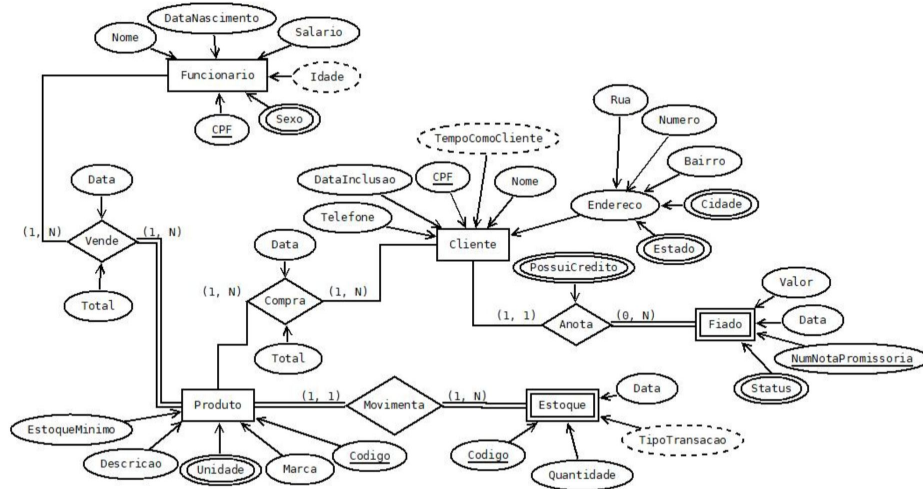 DataNascimento
Nome
Salario
Funcionario
Idade
CPF
Sexo
Rua
Numero
TempoComoCliente
Bairro
DataInclusao
CPF
Nome
Data
Endereco
Cidade
Telefone
(1, N)
Vende
(1, N)
Data
Cliente
Estado
PossuiCredito
Total
(1, N)
Compra
(1, N)
Valor
(1, 1)
Anota
(0, N)
Fiado
Data
Total
NumNotaPromissoria
Status
Produto
(1, 1)
Movimenta
(1, N)
Estoque
Data
EstoqueMinimo
TipoTransacao
Descricao
Unidade
Marca
Codigo
Codigo
Quantidade